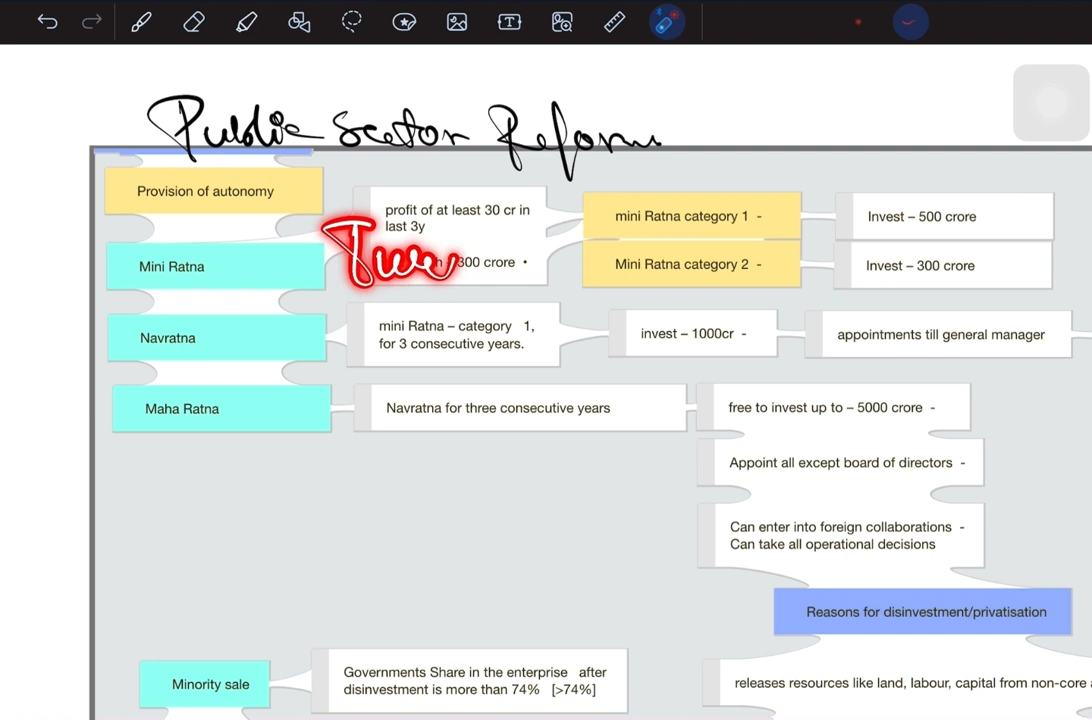 Public Sector Reform
Provision of autonomy
profit of at least 30 cr in
last 3y
mini Ratna category 1 -
Invest – 500 crore
Mini Ratna
300 crore •
Mini Ratna category 2 -
Invest – 300 crore
Navratna
mini Ratna – category 1,
for 3 consecutive years.
invest – 1000cr -
appointments till general manager
Maha Ratna
Navratna for three consecutive years
free to invest up to – 5000 crore -
Appoint all except board of directors -
Can enter into foreign collaborations -
Can take all operational decisions
Reasons for disinvestment/privatisation
Minority sale
Governments Share in the enterprise after
disinvestment is more than 74% [>74%]
releases resources like land, labour, capital from non-core